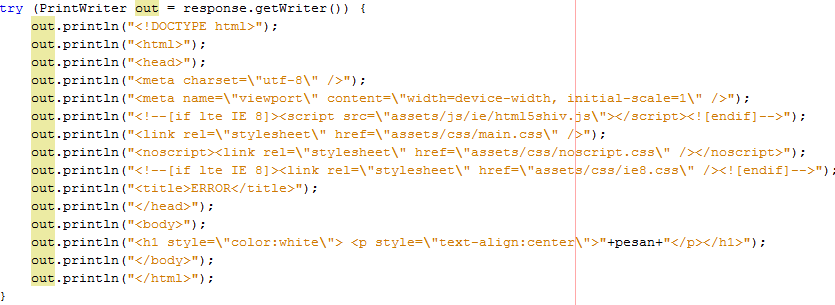 try (PrintWriter out = response.getWriter()) {
out.println("<!DOCTYPE html>");
out.println("<html>");
out.println("<head>");
out.println("<meta charset=\"utf-8\" />");
out.println("<meta name=\"viewport\" content=\"width=device-width, initial-scale=1\" />");
out.println("<!--[if lte IE 8]><script src=\"assets/js/ie/html5shiv.js\"></script><![endif]-->");
out.println("<link rel=\"stylesheet\" href=\"assets/css/main.css\" />");
out.println("<noscript><link rel=\"stylesheet\" href=\"assets/css/noscript.css\" /></noscript>");
out.println("<!--[if lte IE 8]><link rel=\"stylesheet\" href=\"assets/css/ie8.css\" /><![endif]-->");
out.println("<title>ERROR</title>");
out.println("</head>");
out.println("<body>");
out.println("<h1 style=\"color:white\"> <p style=\"text-align:center\">"+pesan+"</p></h1>");
out.println("</body>");
out.println("</html>");
}